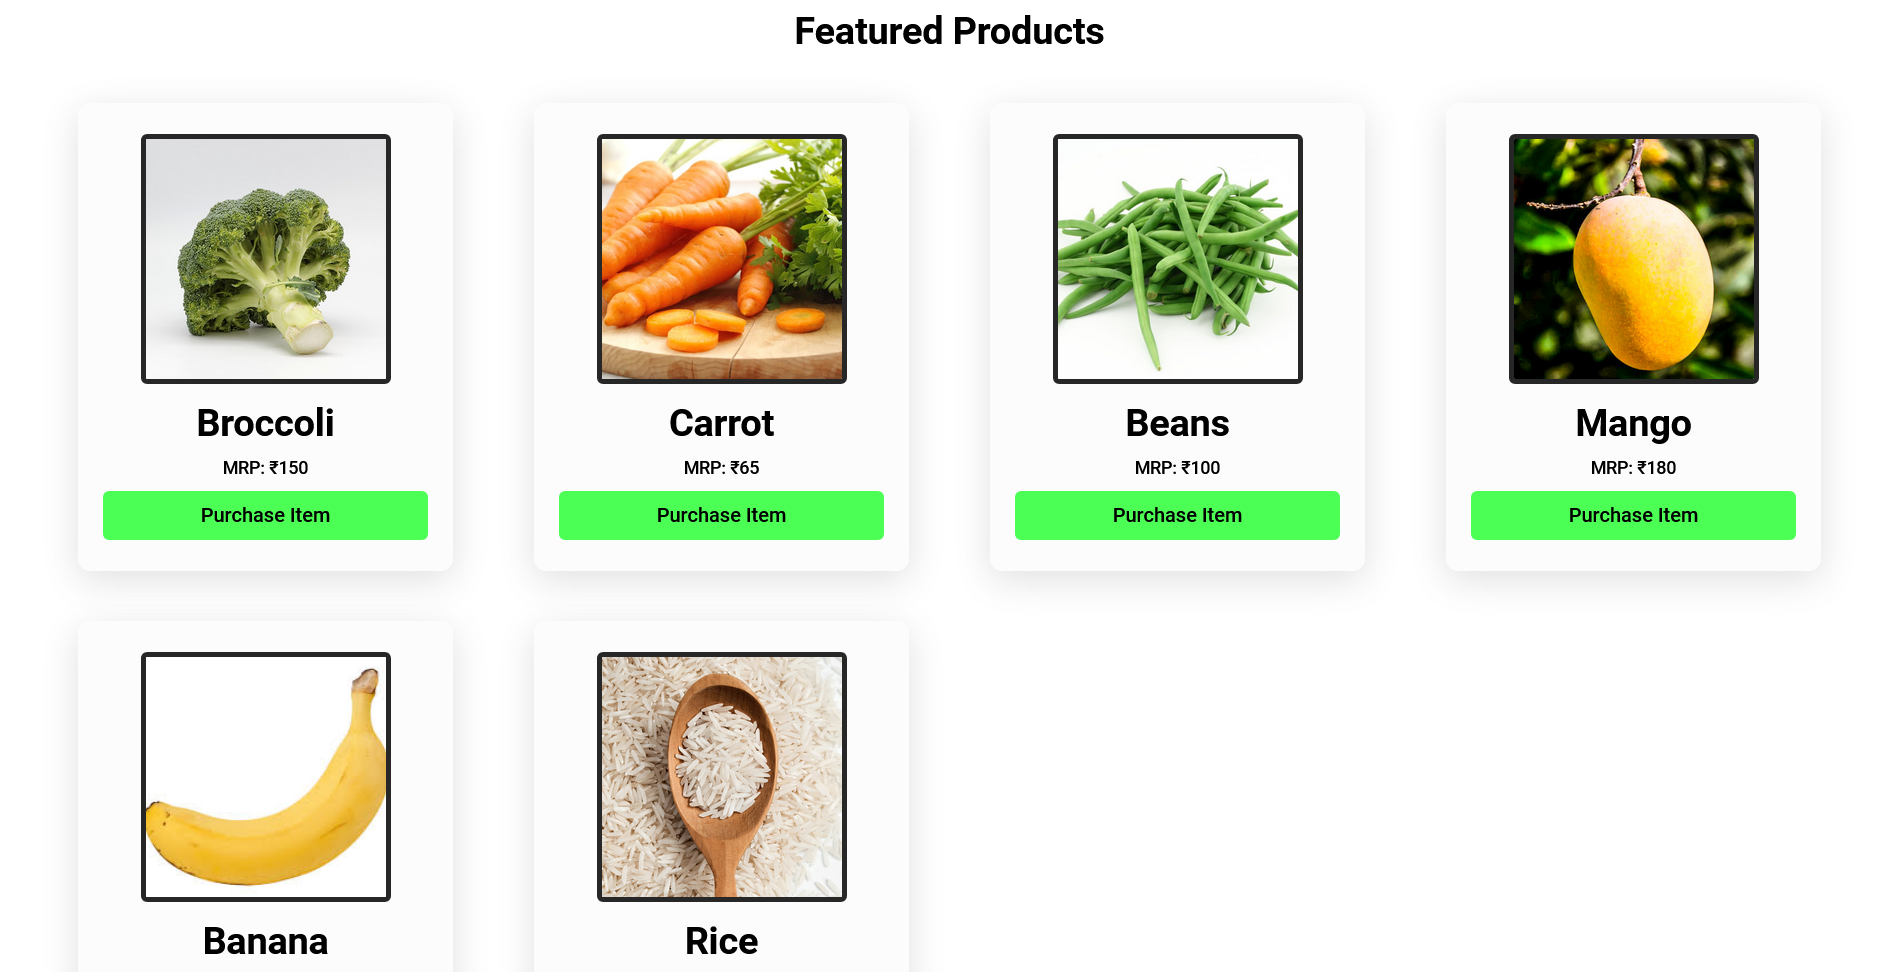 Featured Products
Broccoli
MRP: ₹150
Purchase Item
Carrot
MRP: ₹65
Purchase Item
Beans
MRP: ₹100
Purchase Item
Mango
MRP: ₹180
Purchase Item
Banana
Rice